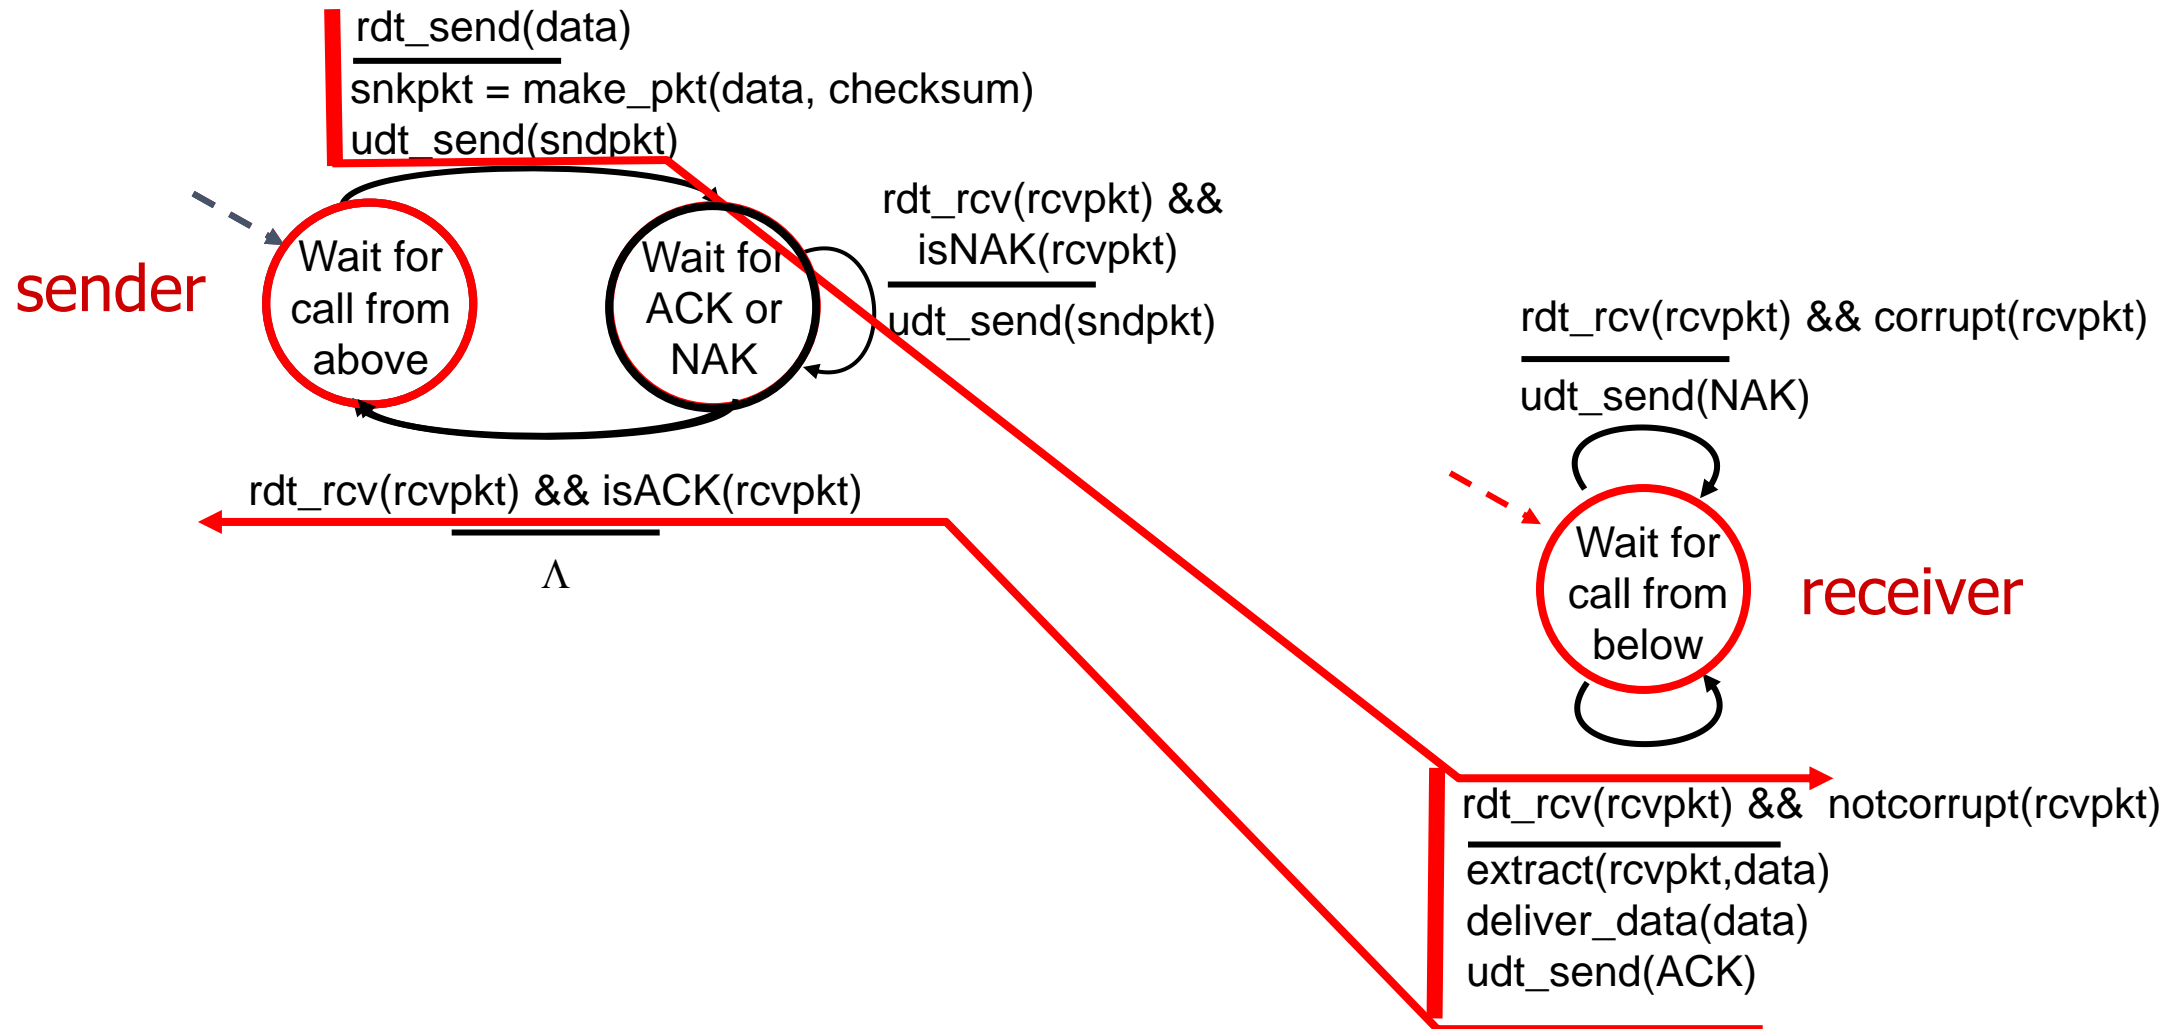 rdt_send(data)
snkpkt = make_pkt(data, checksum)
udt_send(sndpkt)
sender
Wait for
call from
above
Wait for
ACK or
NAK
rdt_rcv(rcvpkt) &&
isNAK(rcvpkt)
udt_send(sndpkt)
rdt_rcv(rcvpkt) && isACK(rcvpkt)
Λ
rdt_rcv(rcvpkt) && corrupt(rcvpkt)
udt_send(NAK)
Wait for
call from
below
receiver
rdt_rcv(rcvpkt) && notcorrupt(rcvpkt)
extract(rcvpkt,data)
deliver_data(data)
udt_send(ACK)